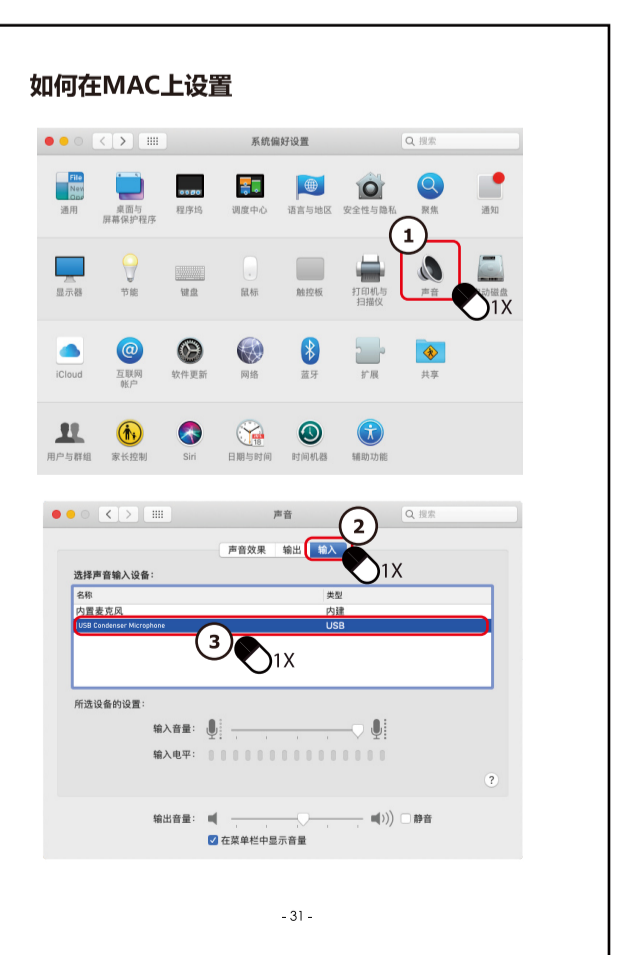 如何在MAC上设置
系统偏好设置
搜索
File
New
通用
桌面与
屏幕保护程序
程序坞
调度中心
语言与地区
安全性与隐私
聚焦
通知
1
显示器
节能
键盘
鼠标
触控板
打印机与
扫描仪
声音
动磁盘
1X
iCloud
互联网
帐户
软件更新
网络
蓝牙
扩展
共享
18
用户与群组
家长控制
Siri
日期与时间
时间机器
辅助功能
声音
搜索
2
声音效果
输出
输入
1X
选择声音输入设备:
名称
类型
内置麦克风
内建
USB Condenser Microphone
USB
3
1X
所选设备的设置:
输入音量:
输入电平:
?
输出音量:
静音
在菜单栏中显示音量
- 31 -